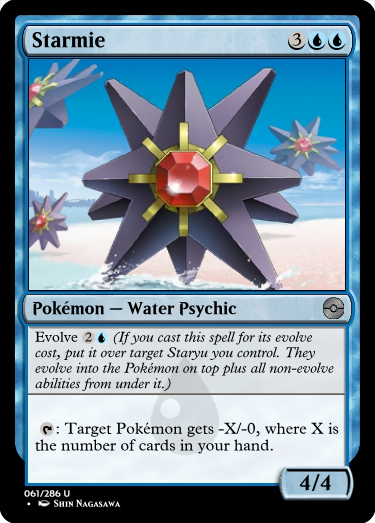 Starmie 3
Pokémon — Water Psychic
Evolve 2 (If you cast this spell for its evolve
cost, put it over target Staryu you control. They
evolve into the Pokémon on top plus all non-evolve
abilities from under it.)
: Target Pokémon gets -X/-0, where X is
the number of cards in your hand.
4/4
061/286 U
• Shin Nagasawa